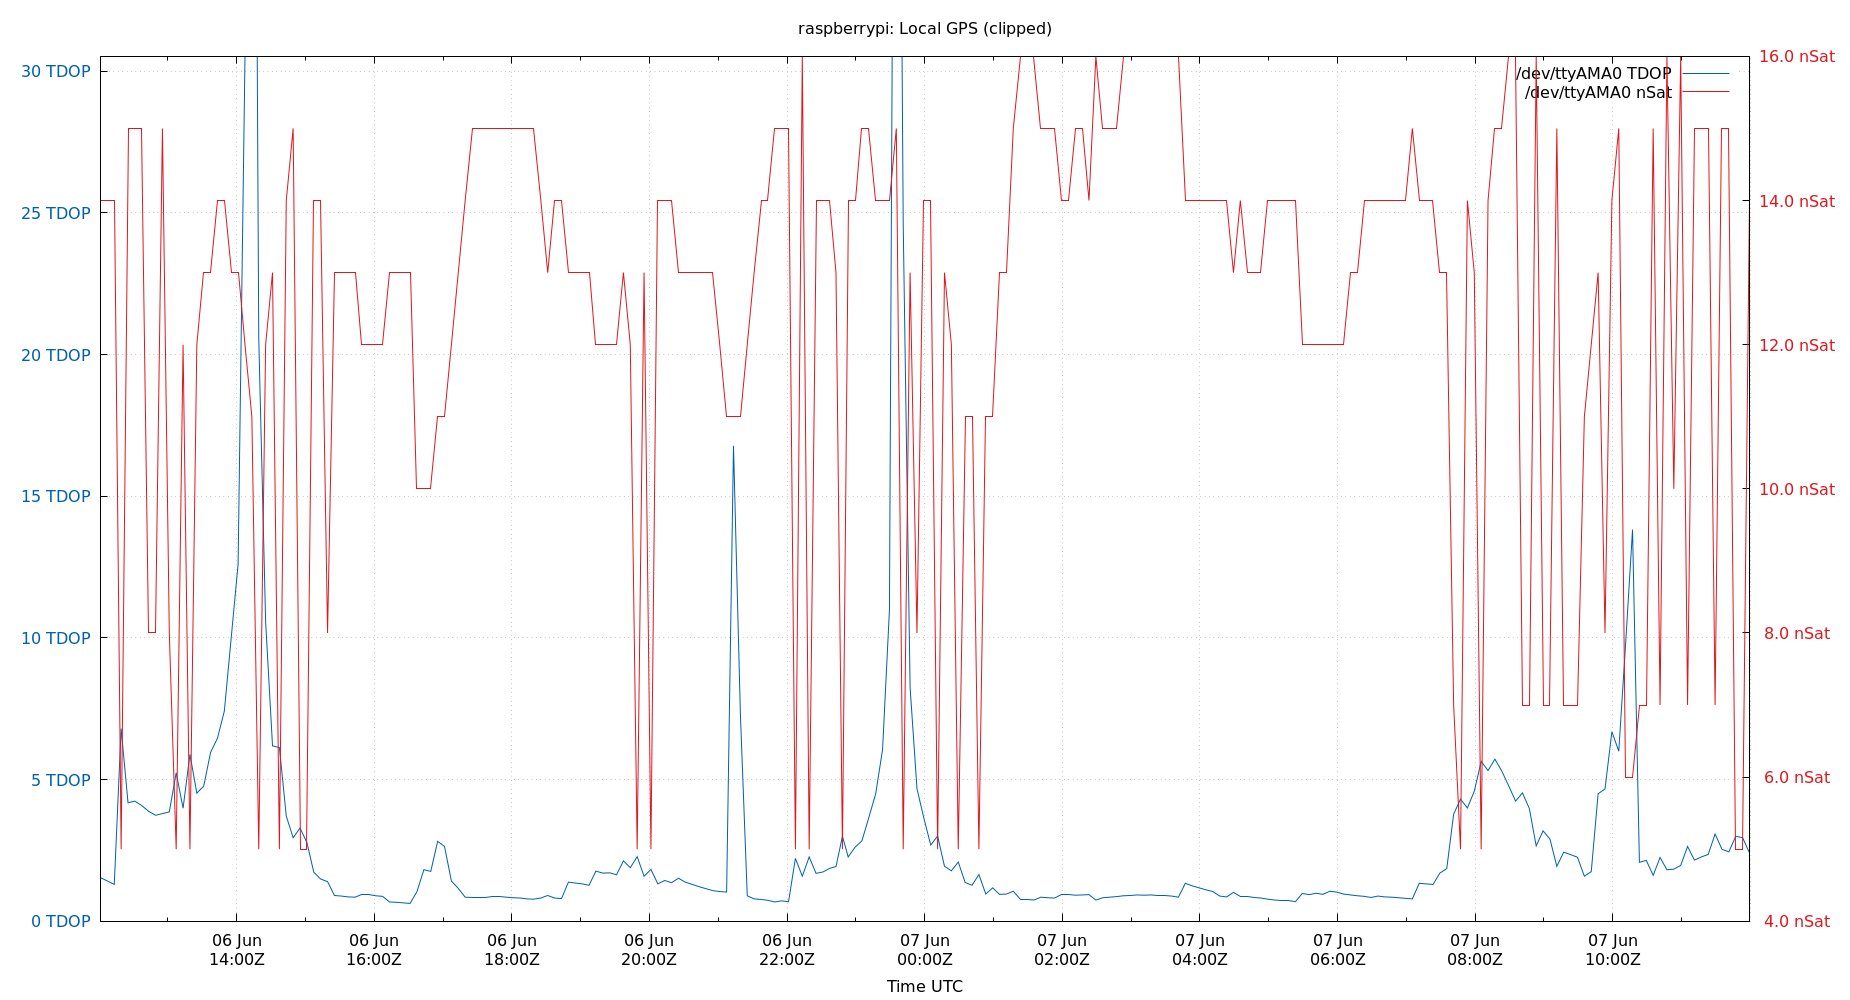 raspberrypi: Local GPS (clipped)
30 TDOP
25 TDOP
20 TDOP
15 TDOP
10 TDOP
5 TDOP
0 TDOP
/dev/ttyAMA0 TDOP
/dev/ttyAMA0 nSat
16.0 nSat
14.0 nSat
12.0 nSat
10.0 nSat
8.0 nSat
6.0 nSat
4.0 nSat
06 Jun
14:00Z
06 Jun
16:00Z
06 Jun
18:00Z
06 Jun
20:00Z
06 Jun
22:00Z
07 Jun
00:00Z
07 Jun
02:00Z
07 Jun
04:00Z
07 Jun
06:00Z
07 Jun
08:00Z
07 Jun
10:00Z
Time UTC